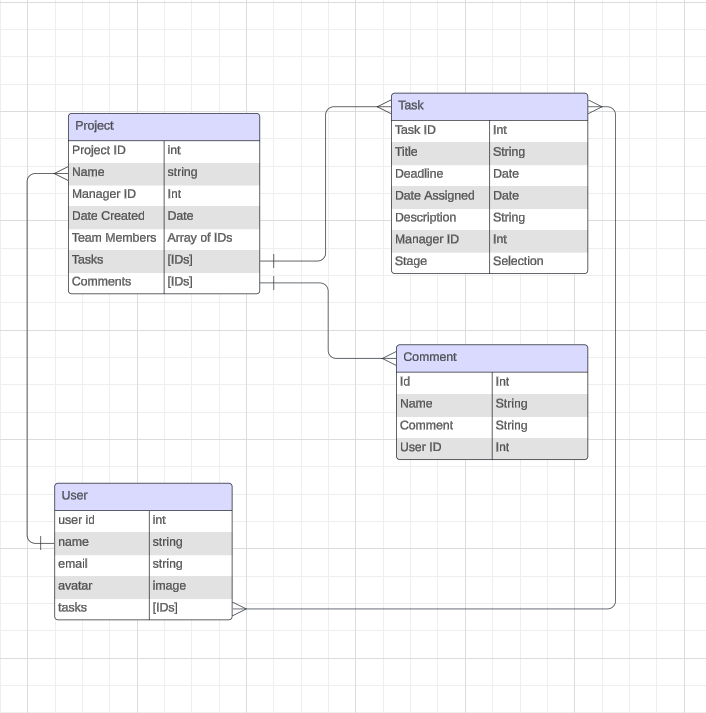 Project
Project ID int
Name string
Manager ID Int
Date Created Date
Team Members Array of IDs
Tasks [IDs]
Comments [IDs]
Task
Task ID Int
Title String
Deadline Date
Date Assigned Date
Description String
Manager ID Int
Stage Selection
Comment
Id Int
Name String
Comment String
User ID Int
User
user id int
name string
email string
avatar image
tasks [IDs]